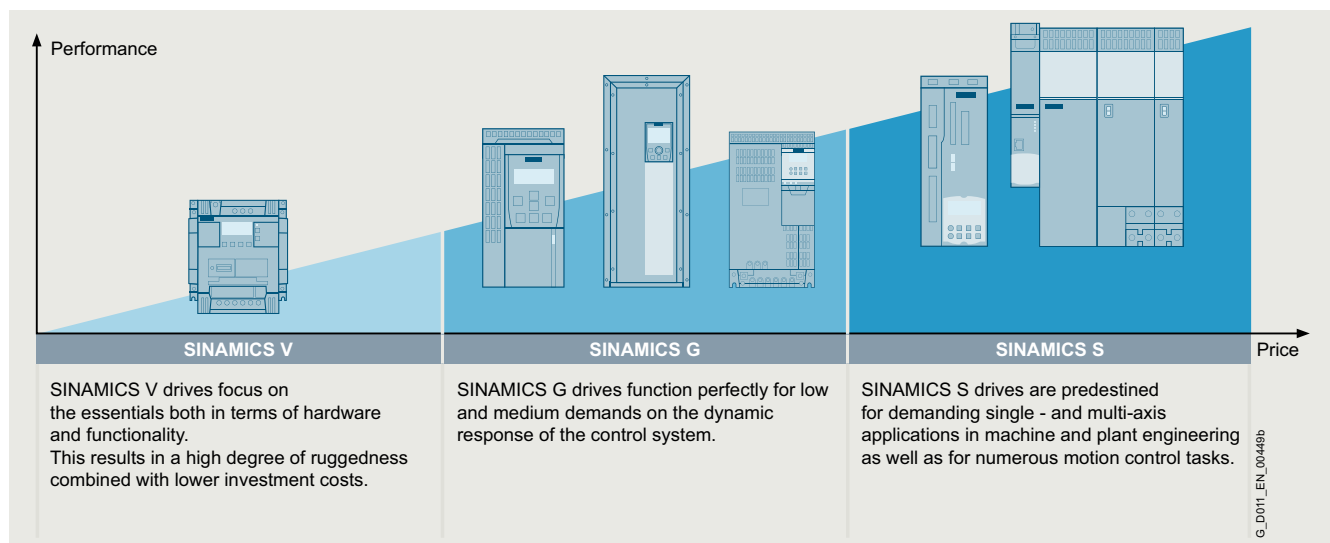 Performance
SINAMICS V
SINAMICS G
SINAMICS S
Price
SINAMICS V drives focus on
the essentials both in terms of hardware
and functionality.
This results in a high degree of ruggedness
combined with lower investment costs.
SINAMICS G drives function perfectly for low
and medium demands on the dynamic
response of the control system.
SINAMICS S drives are predestined
for demanding single - and multi-axis
applications in machine and plant engineering
as well as for numerous motion control tasks.
G_D011_EN_00449b